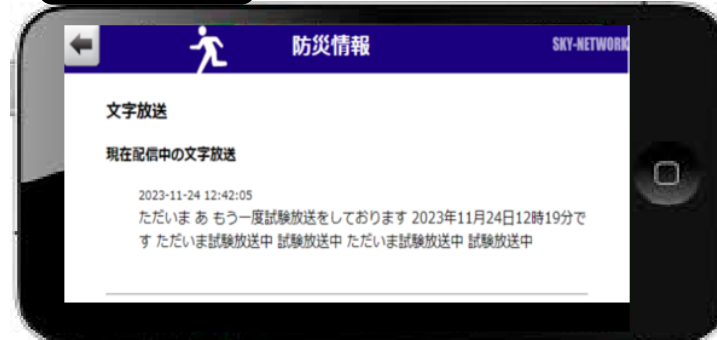 防災情報
SKY-NETWORK
文字放送
現在配信中の文字放送
2023-11-24 12:42:05
ただいま あ もう一度試験放送をしております 2023年11月24日12時19分で
す ただいま試験放送中 試験放送中 ただいま試験放送中 試験放送中